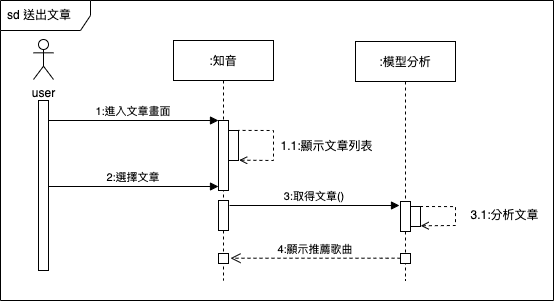 sd 送出文章
:知音
:模型分析
user
1:進入文章畫面
1.1:顯示文章列表
2:選擇文章
3:取得文章()
3.1:分析文章
4:顯示推薦歌曲